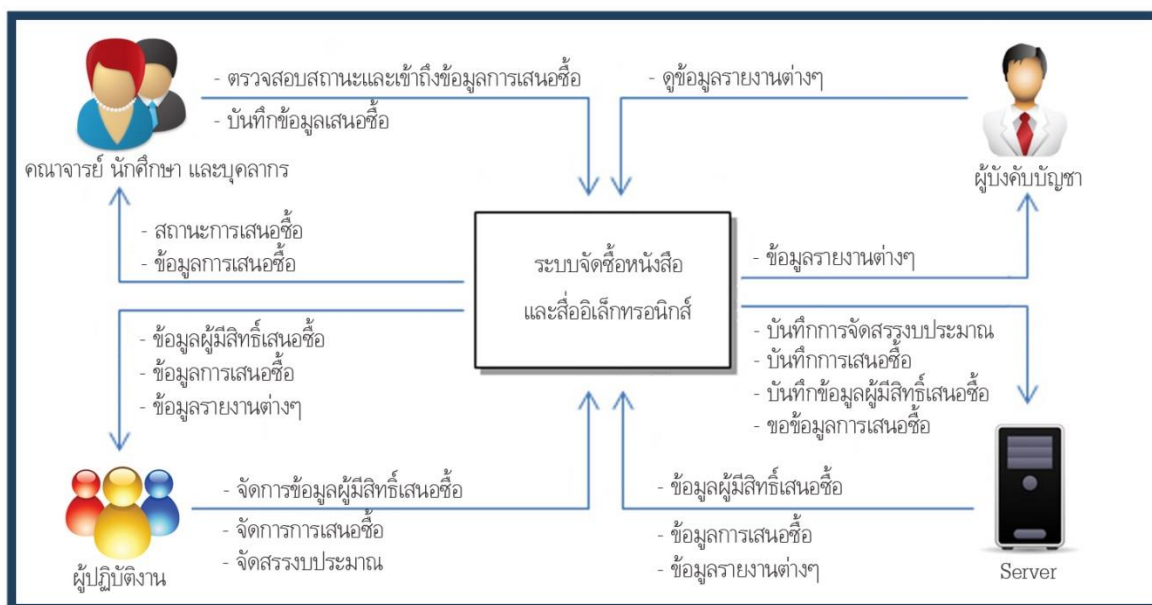 - ตรวจสอบสถานะและเข้าถึงข้อมูลการเสนอซื้อ
- บันทึกข้อมูลเสนอซื้อ
คณาจารย์ นักศึกษา และบุคลากร
- ดูข้อมูลรายงานต่างๆ
ผู้บังคับบัญชา
- สถานะการเสนอซื้อ
- ข้อมูลการเสนอซื้อ
ระบบจัดซื้อหนังสือ
และสื่ออิเล็กทรอนิกส์
- ข้อมูลรายงานต่างๆ
- ข้อมูลผู้มีสิทธิ์เสนอซื้อ
- ข้อมูลการเสนอซื้อ
- ข้อมูลรายงานต่างๆ
- บันทึกการจัดสรรงบประมาณ
- บันทึกการเสนอซื้อ
- บันทึกข้อมูลผู้มีสิทธิ์เสนอซื้อ
- ขอข้อมูลการเสนอซื้อ
- จัดการข้อมูลผู้มีสิทธิ์เสนอซื้อ
- จัดการการเสนอซื้อ
- จัดสรรงบประมาณ
ผู้ปฏิบัติงาน
- ข้อมูลผู้มีสิทธิ์เสนอซื้อ
- ข้อมูลการเสนอซื้อ
- ข้อมูลรายงานต่างๆ
Server